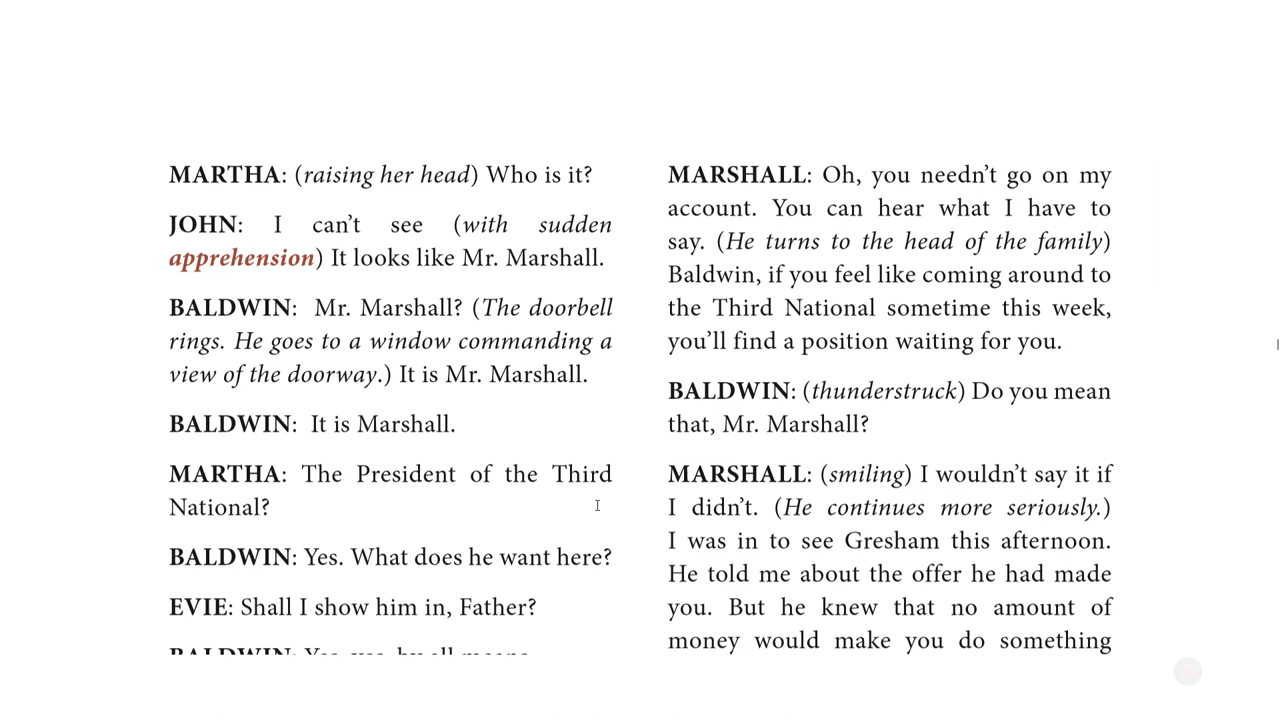 MARTHA: (raising her head) Who is it?
JOHN: I can’t see (with sudden
apprehension) It looks like Mr. Marshall.
BALDWIN: Mr. Marshall? (The doorbell
rings. He goes to a window commanding a
view of the doorway.) It is Mr. Marshall.
BALDWIN: It is Marshall.
MARTHA: The President of the Third
National?
BALDWIN: Yes. What does he want here?
EVIE: Shall I show him in, Father?
BALDWIN: Yes, yes, by all means.
MARSHALL: Oh, you needn’t go on my
account. You can hear what I have to
say. (He turns to the head of the family)
Baldwin, if you feel like coming around to
the Third National sometime this week,
you’ll find a position waiting for you.
BALDWIN: (thunderstruck) Do you mean
that, Mr. Marshall?
MARSHALL: (smiling) I wouldn’t say it if
I didn’t. (He continues more seriously.)
I was in to see Gresham this afternoon.
He told me about the offer he had made
you. But he knew that no amount of
money would make you do something